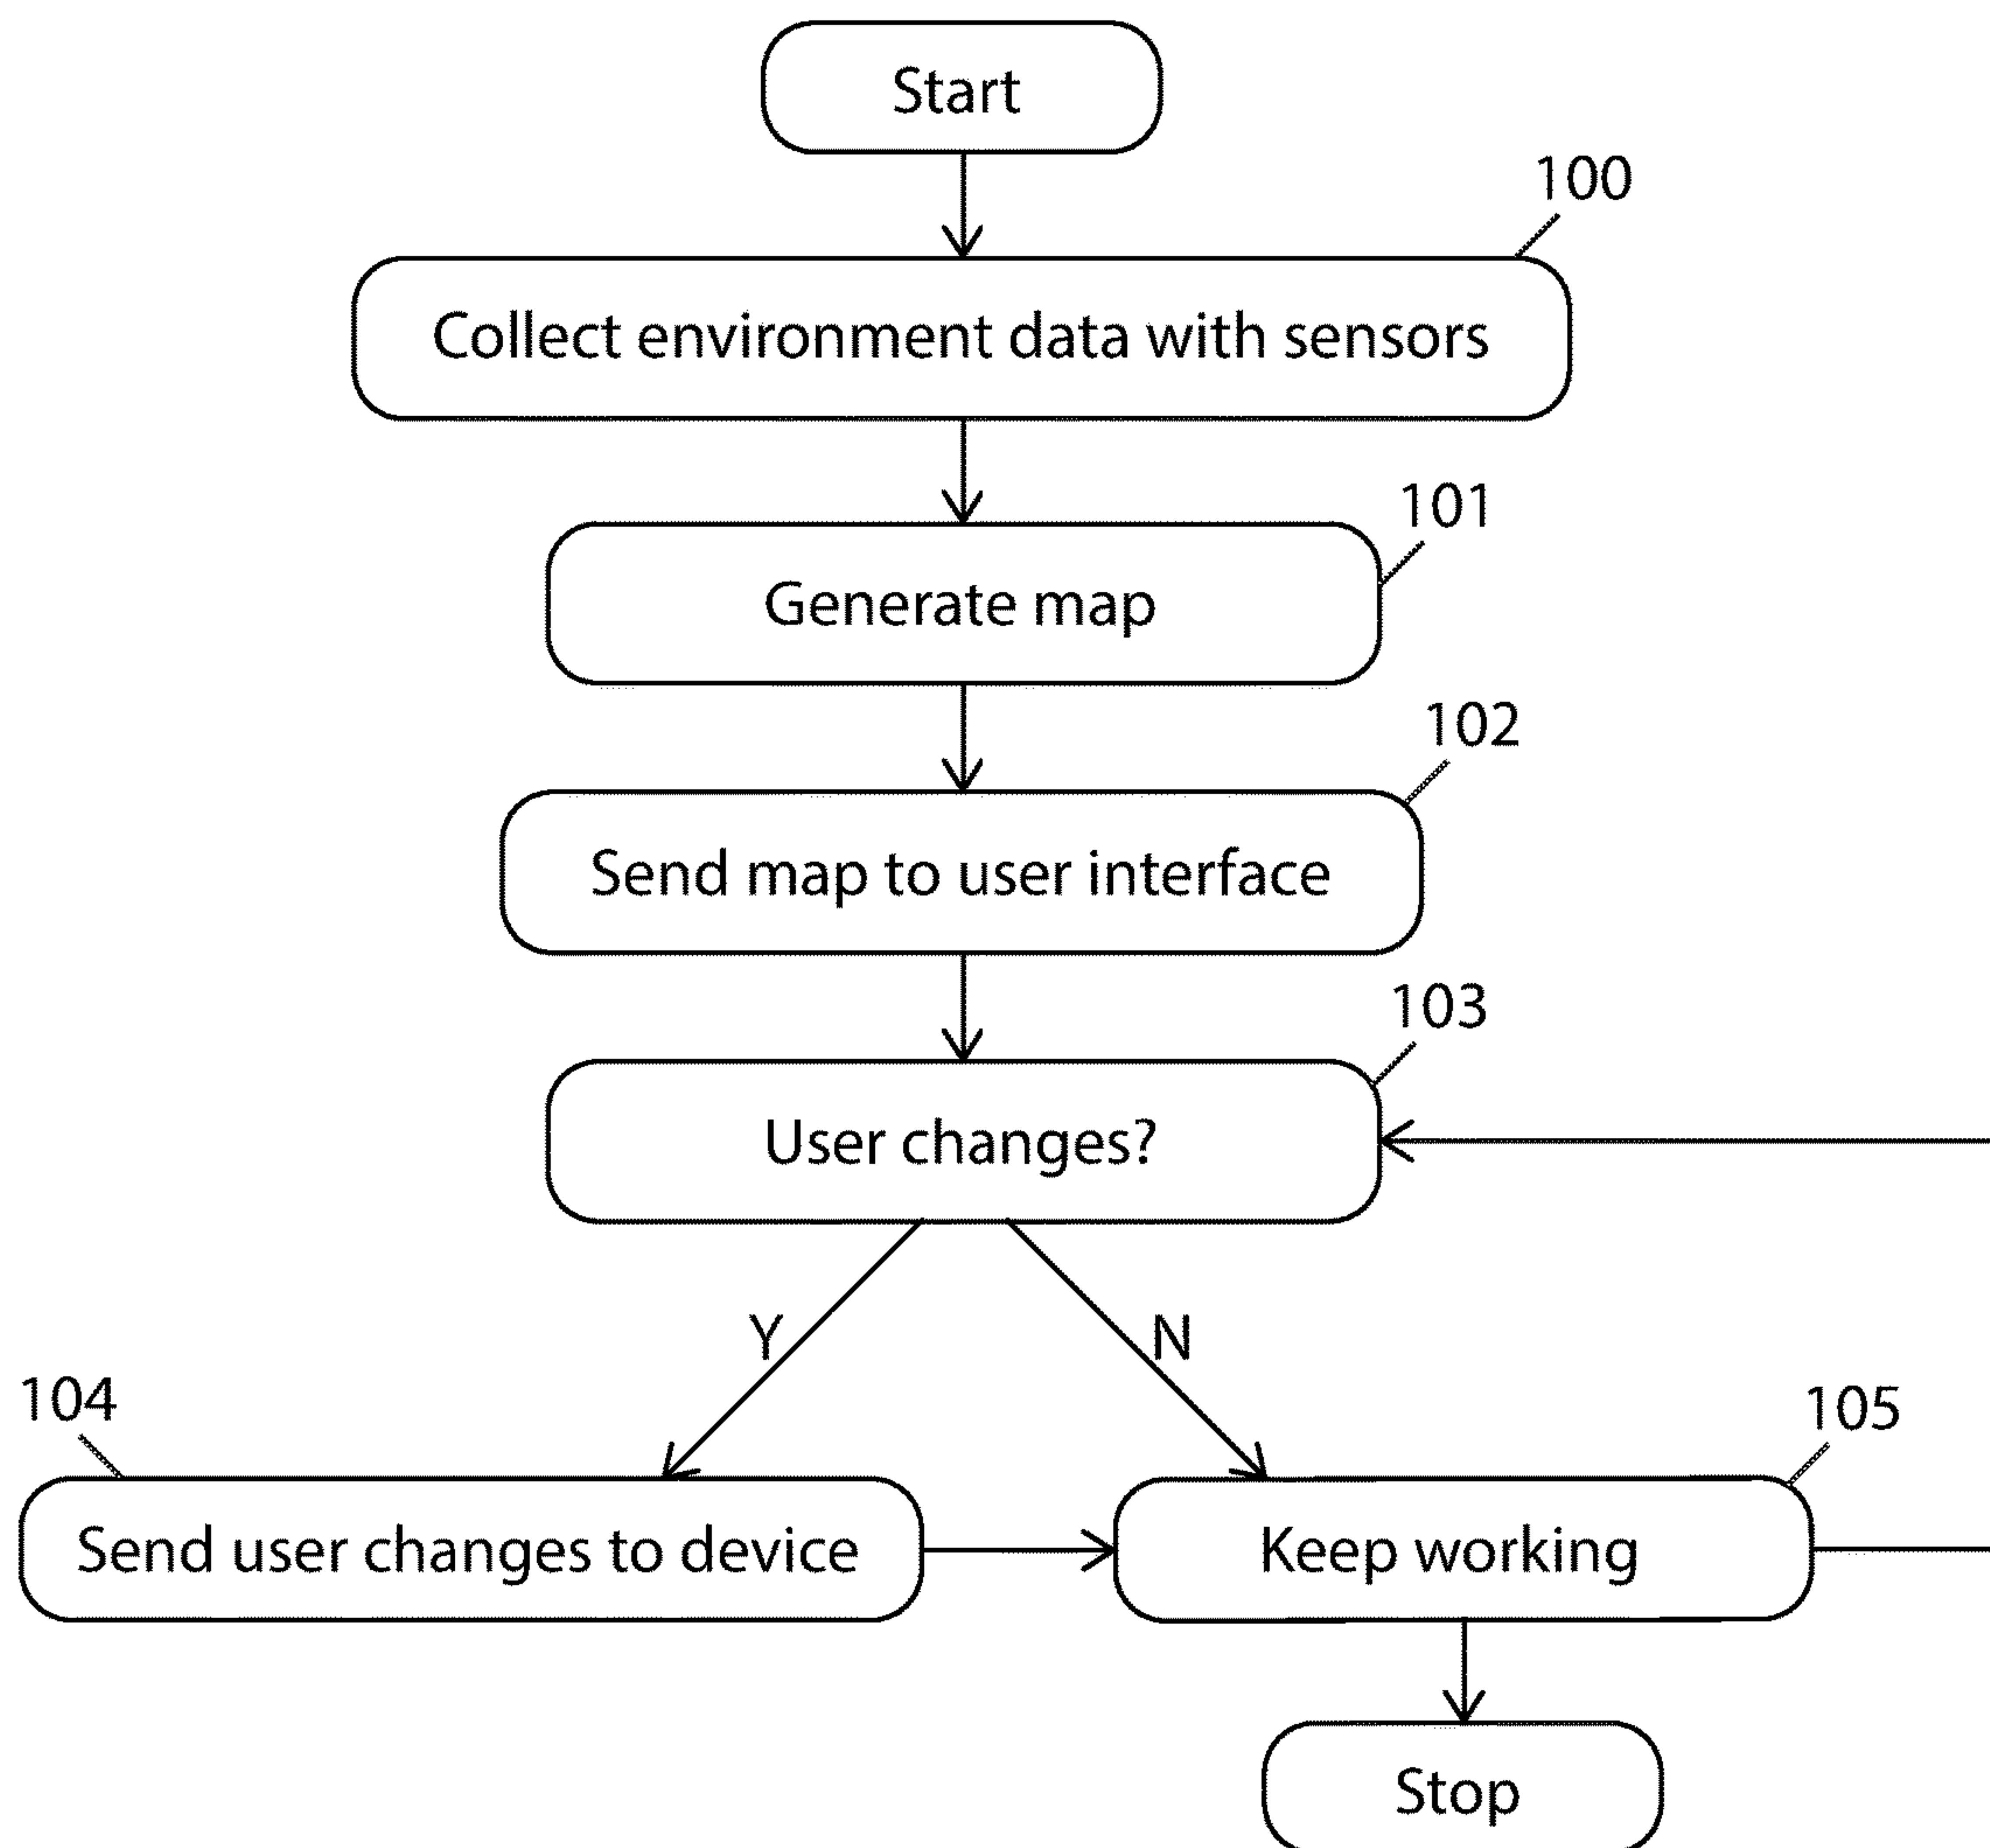 Start
100
Collect environment data with sensors
101
Generate map
102
Send map to user interface
103
User changes?
Y
N
104
105
Send user changes to device
Keep working
Stop